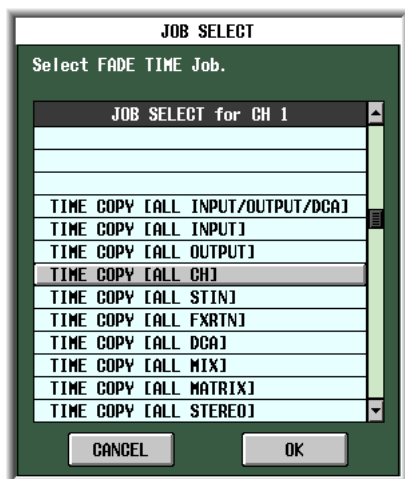 JOB SELECT
Select FADE TIME Job.
JOB SELECT for CH 1
TIME COPY [ALL INPUT/OUTPUT/DCA]
TIME COPY [ALL INPUT]
TIME COPY [ALL OUTPUT]
TIME COPY [ALL CH]
TIME COPY [ALL STIN]
TIME COPY [ALL FXRTN]
TIME COPY [ALL DCA]
TIME COPY [ALL MIX]
TIME COPY [ALL MATRIX]
TIME COPY [ALL STEREO]
CANCEL OK